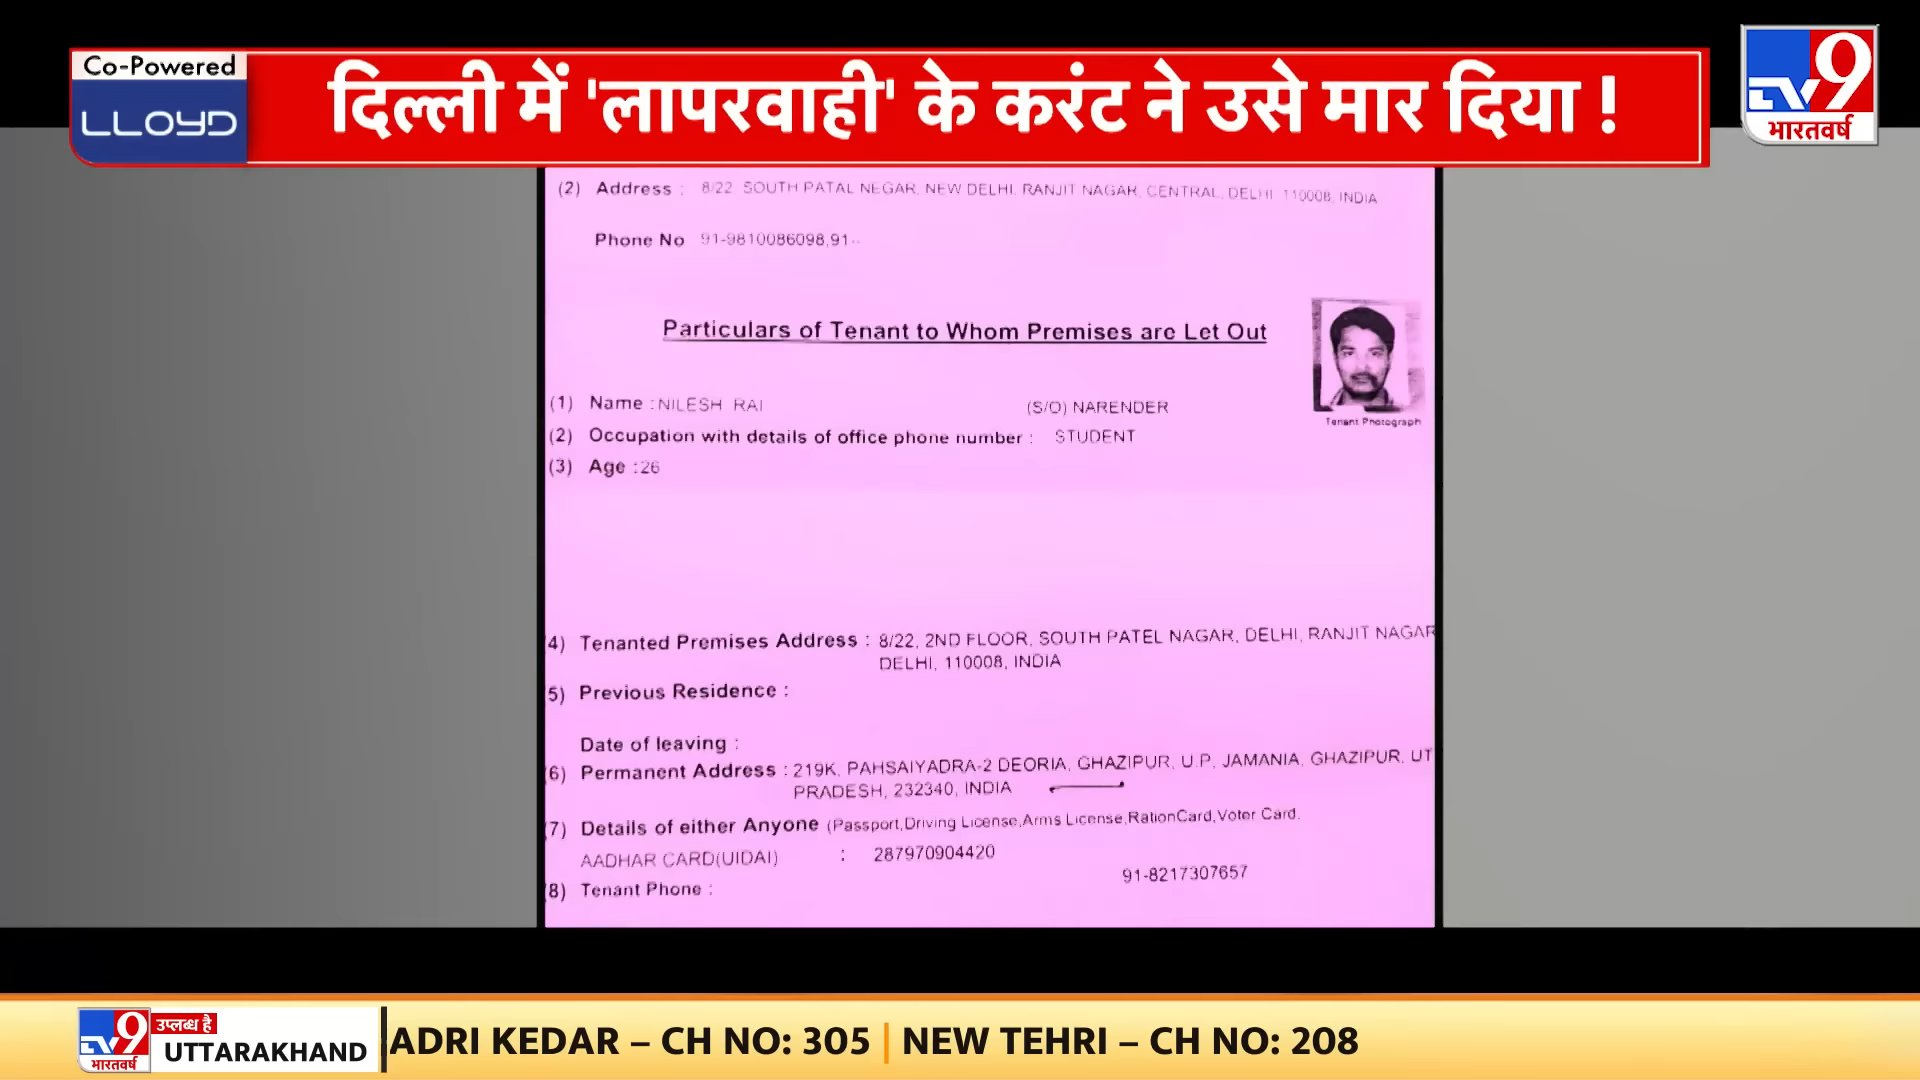 Co-Powered
LLOYD
दिल्ली में 'लापरवाही' के करंट ने उसे मार दिया !
TV9
भारतवर्ष
(2) Address : 8/22 SOUTH PATAL NEGAR, NEW DELHI, RANJIT NAGAR, CENTRAL, DELHI 110008, INDIA
Phone No 91-9810086098,91--
Particulars of Tenant to Whom Premises are Let Out
Tenant Photograph
(1) Name : NILESH RAI (S/O) NARENDER
(2) Occupation with details of office phone number : STUDENT
(3) Age :26
4) Tenanted Premises Address : 8/22, 2ND FLOOR, SOUTH PATEL NAGAR, DELHI, RANJIT NAGAR
DELHI, 110008, INDIA
5) Previous Residence :
Date of leaving :
6) Permanent Address : 219K, PAHSAIYADRA-2 DEORIA, GHAZIPUR, U.P, JAMANIA, GHAZIPUR, UT
PRADESH, 232340, INDIA
7) Details of either Anyone (Passport,Driving License,Arms License,RationCard,Voter Card.
AADHAR CARD(UIDAI) : 287970904420
91-8217307657
8) Tenant Phone :
TV9
भारतवर्ष
उप्लब्ध है
UTTARAKHAND
ADRI KEDAR – CH NO: 305 | NEW TEHRI – CH NO: 208